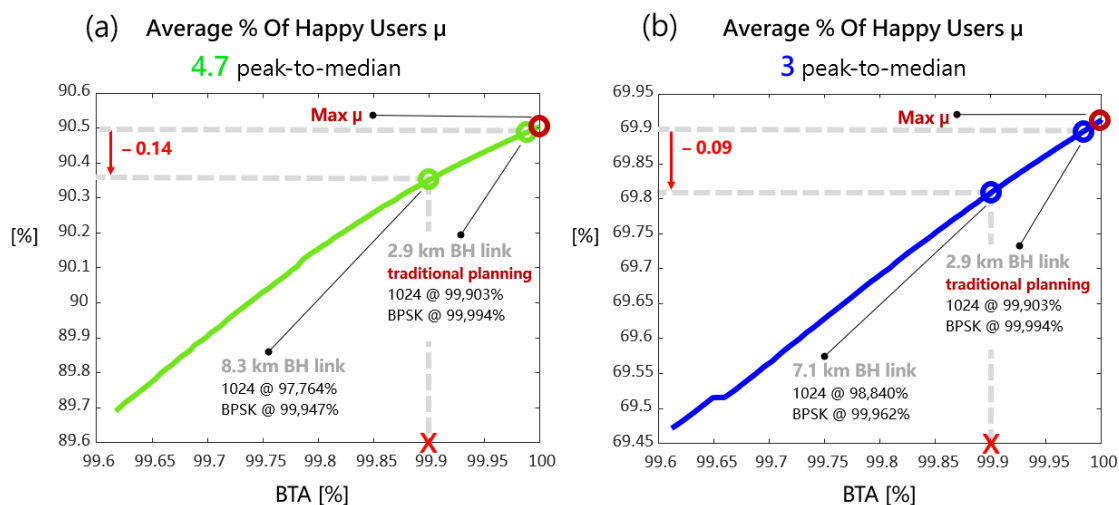 (a) Average % Of Happy Users μ
4.7 peak-to-median
90.6
90.5
90.4
90.3
90.2
90.1
90
89.9
89.8
89.7
89.6
[%]
Max μ
– 0.14
2.9 km BH link
traditional planning
1024 @ 99,903%
BPSK @ 99,994%
8.3 km BH link
1024 @ 97,764%
BPSK @ 99,947%
X
99.6 99.65 99.7 99.75 99.8 99.85 99.9 99.95 100
BTA [%]
(b) Average % Of Happy Users μ
3 peak-to-median
69.95
69.9
69.85
69.8
69.75
69.7
69.65
69.6
69.55
69.5
69.45
[%]
Max μ
– 0.09
2.9 km BH link
traditional planning
1024 @ 99,903%
BPSK @ 99,994%
7.1 km BH link
1024 @ 98,840%
BPSK @ 99,962%
X
99.6 99.65 99.7 99.75 99.8 99.85 99.9 99.95 100
BTA [%]